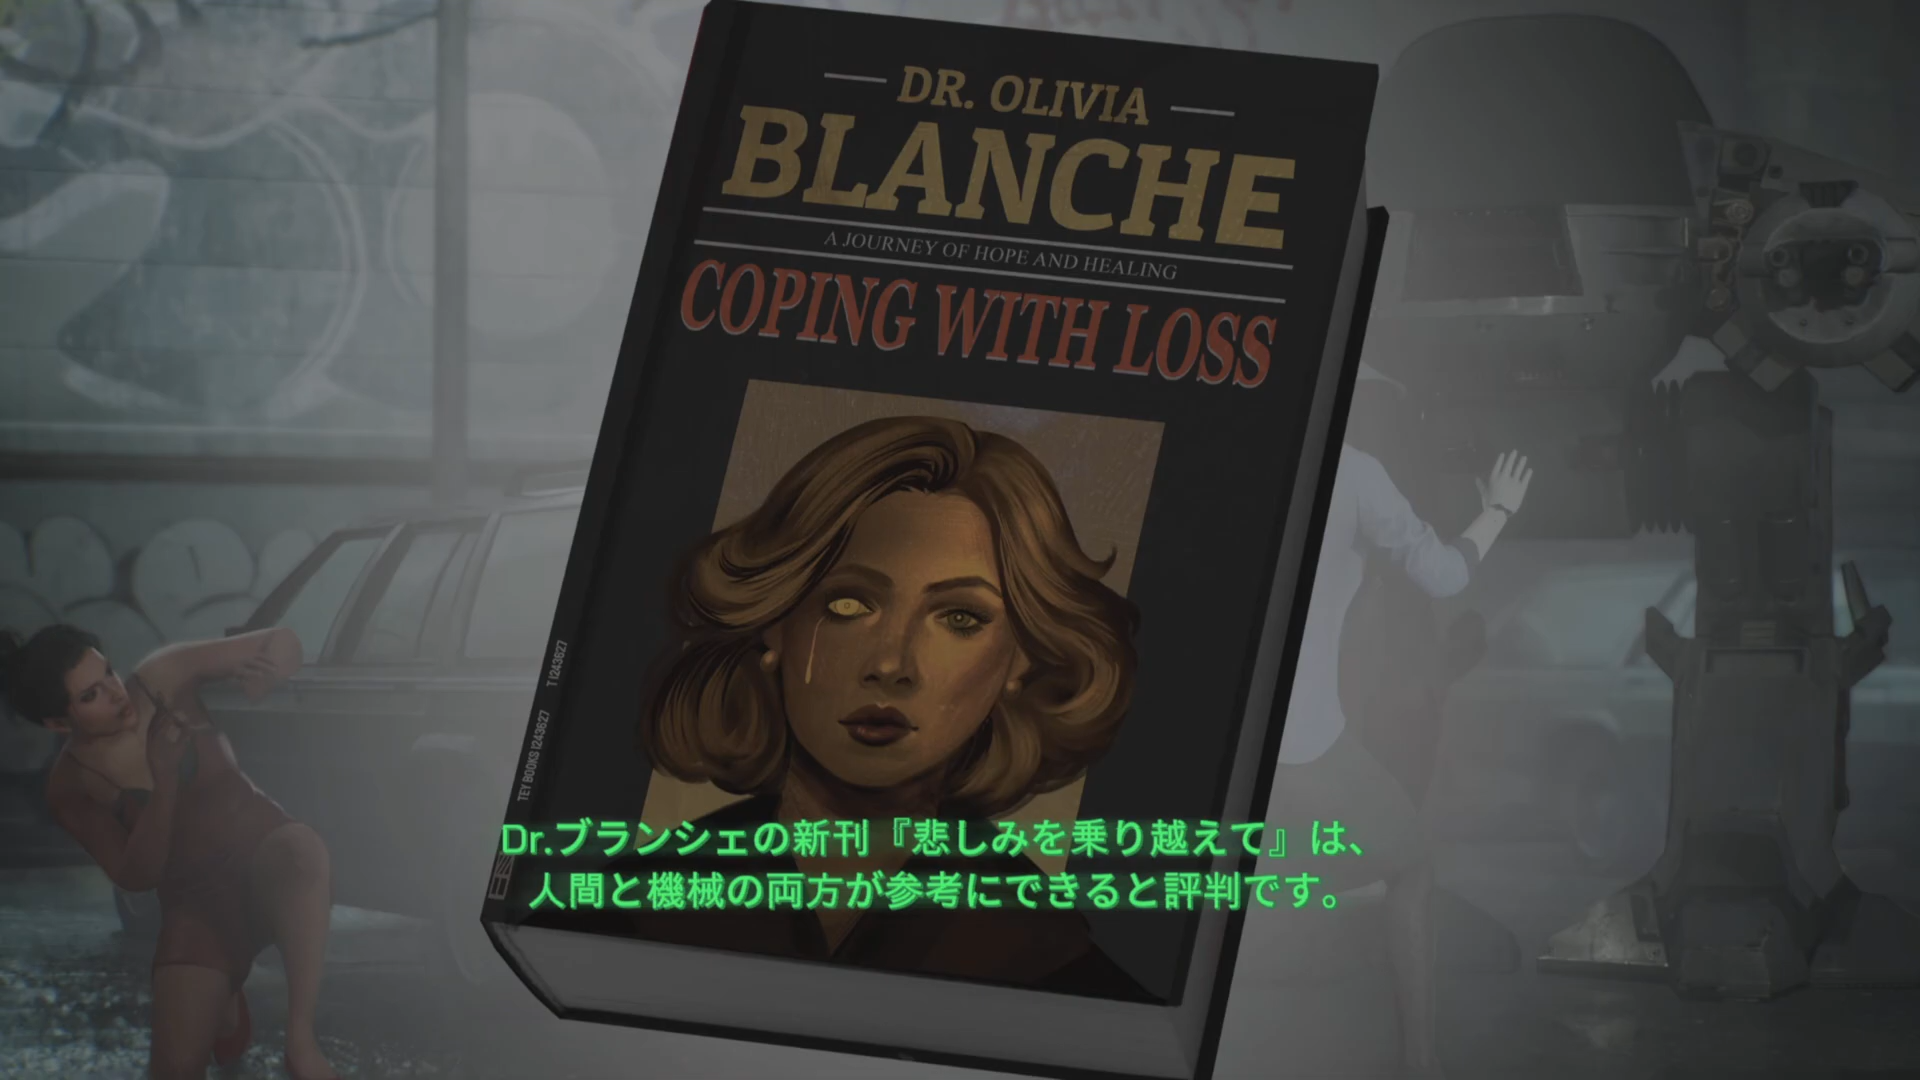 DR. OLIVIA
BLANCHE
A JOURNEY OF HOPE AND HEALING
COPING WITH LOSS
T1243627
TEY BOOKS 1243627
Dr.ブランシェの新刊『悲しみを乗り越えて』は、
人間と機械の両方が参考にできると評判です。